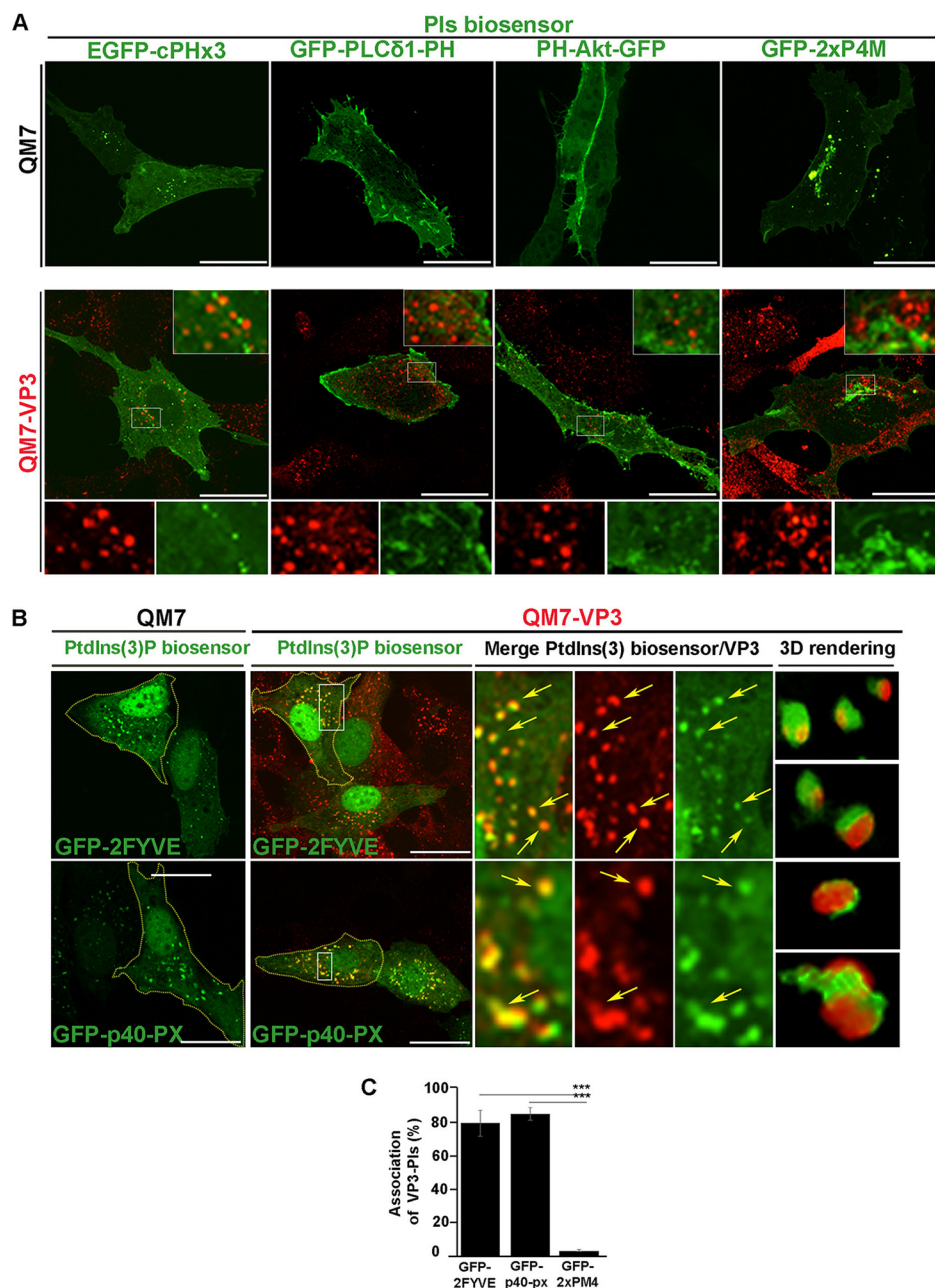 A
PIs biosensor
EGFP-cPHx3 GFP-PLCδ1-PH PH-Akt-GFP GFP-2xP4M
QM7
QM7-VP3
B
QM7 QM7-VP3
PtdIns(3)P biosensor PtdIns(3)P biosensor Merge PtdIns(3) biosensor/VP3 3D rendering
GFP-2FYVE GFP-2FYVE
GFP-p40-PX GFP-p40-PX
C
Association
of VP3-PIs (%)
100
80
60
40
20
0
***
***
GFP-
2FYVE
GFP-
p40-px
GFP-
2xPM4